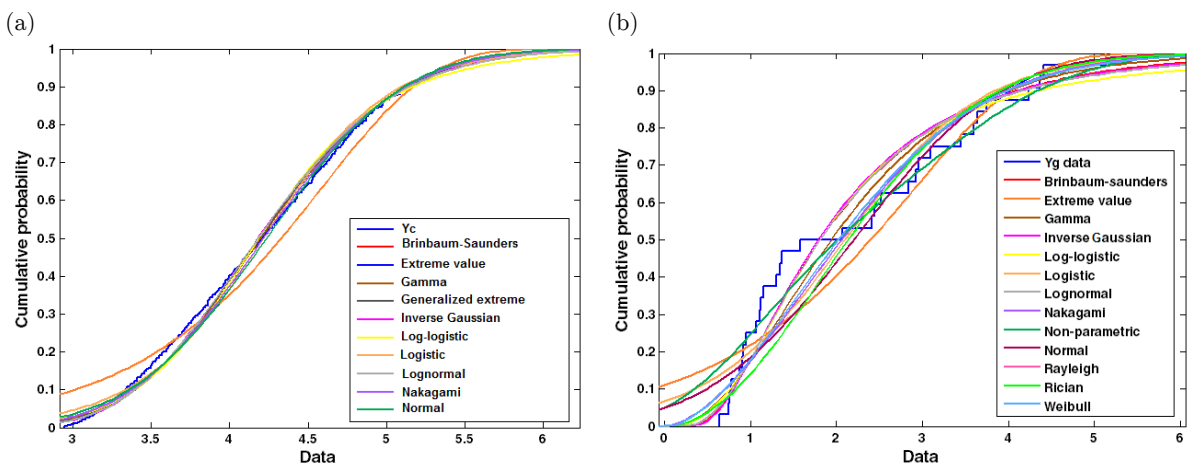 (a)
1
0.9
0.8
0.7
0.6
0.5
0.4
0.3
0.2
0.1
0
Cumulative probability
3
3.5
4
4.5
5
5.5
6
Data
Yc
Brinbaum-Saunders
Extreme value
Gamma
Generalized extreme
Inverse Gaussian
Log-logistic
Logistic
Lognormal
Nakagami
Normal
(b)
1
0.9
0.8
0.7
0.6
0.5
0.4
0.3
0.2
0.1
0
Cumulative probability
0
1
2
3
4
5
6
Data
Yg data
Brinbaum-saunders
Extreme value
Gamma
Inverse Gaussian
Log-logistic
Logistic
Lognormal
Nakagami
Non-parametric
Normal
Rayleigh
Rician
Weibull